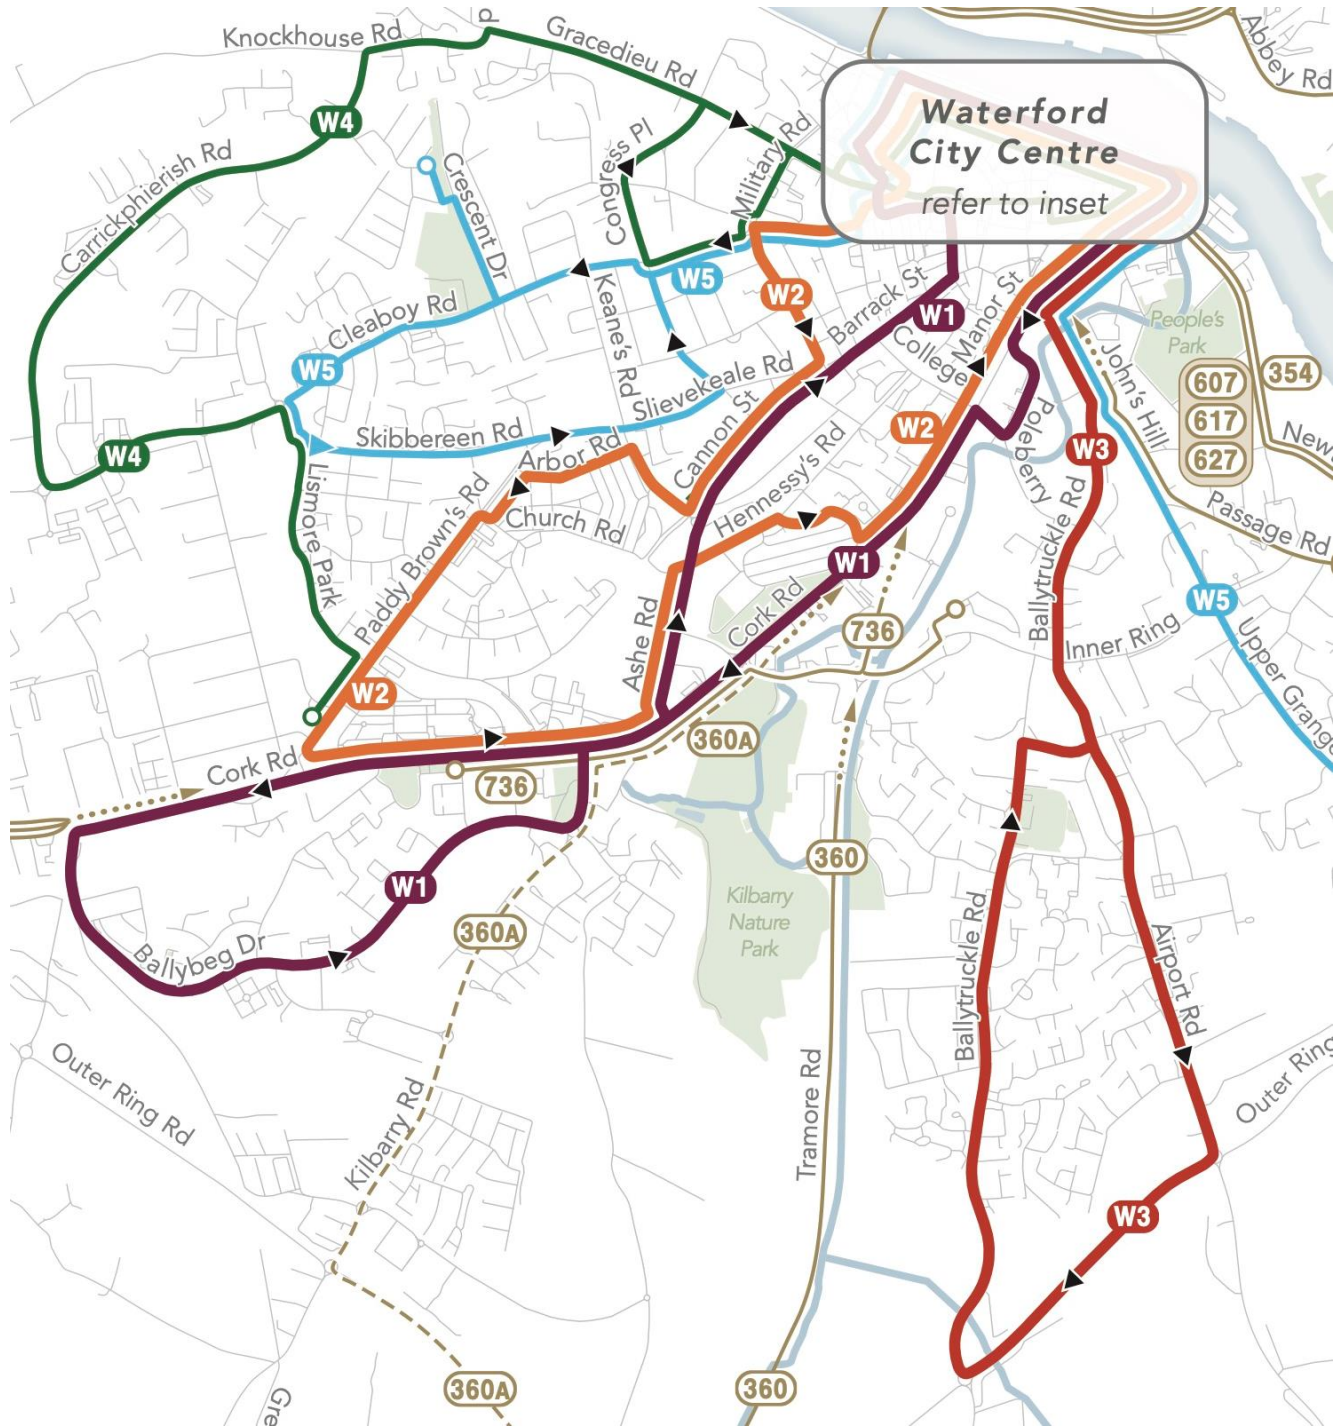 Knockhouse Rd
Gracedieu Rd
Abbey Rd
W4
Carrickphierish Rd
Crescent Dr
Congress Pl
Military Rd
Waterford
City Centre
refer to inset
W5
W2
Barrack St
W1
College
Manor St
People's
Park
607
617
627
354
Cleaboy Rd
W5
Keane's Rd
Slievekeale Rd
John's Hill
W4
Skibbereen Rd
Arbor Rd
Cannon St
W2
Poleberry
W3
Lismore Park
Paddy Brown's Rd
Church Rd
Hennessy's Rd
Passage Rd
W1
Ashe Rd
Cork Rd
736
Ballytruckle Rd
Inner Ring
W5
Upper Grange
W2
360A
Cork Rd
736
360
W1
Kilbarry
Nature
Park
360A
Ballybeg Dr
Ballytruckle Rd
Airport Rd
Outer Ring Rd
Kilbarry Rd
Tramore Rd
Outer Ring
W3
360A
360